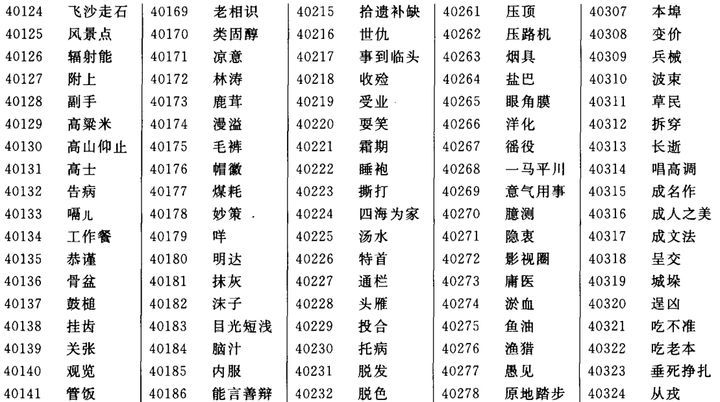 40124 飞沙走石 40169 老相识 40215 拾遗补缺 40261 压顶 40307 本埠
40125 风景点 40170 类固醇 40216 世仇 40262 压路机 40308 变价
40126 辐射能 40171 凉意 40217 事到临头 40263 烟具 40309 兵械
40127 附上 40172 林涛 40218 收殓 40264 盐巴 40310 波束
40128 副手 40173 鹿茸 40219 受业 40265 眼角膜 40311 草民
40129 高粱米 40174 漫溢 40220 耍笑 40266 洋化 40312 拆穿
40130 高山仰止 40175 毛裤 40221 霜期 40267 徭役 40313 长逝
40131 高士 40176 帽徽 40222 睡袍 40268 一马平川 40314 唱高调
40132 告病 40177 煤耗 40223 撕打 40269 意气用事 40315 成名作
40133 嗝儿 40178 妙策 40224 四海为家 40270 臆测 40316 成人之美
40134 工作餐 40179 咩 40225 汤水 40271 隐衷 40317 成文法
40135 恭谨 40180 明达 40226 特首 40272 影视圈 40318 呈交
40136 骨盆 40181 抹灰 40227 通栏 40273 庸医 40319 城垛
40137 鼓槌 40182 沫子 40228 头雁 40274 淤血 40320 逞凶
40138 挂齿 40183 目光短浅 40229 投合 40275 鱼油 40321 吃不准
40139 关张 40184 脑汁 40230 托病 40276 渔猎 40322 吃老本
40140 观览 40185 内服 40231 脱发 40277 愚见 40323 垂死挣扎
40141 管饭 40186 能言善辩 40232 脱色 40278 原地踏步 40324 从戎